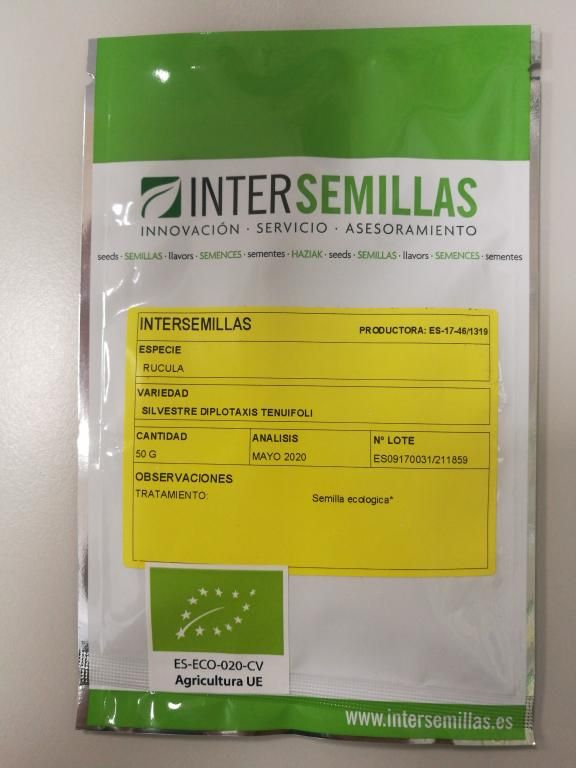 INTERSEMILLAS
INNOVACIÓN · SERVICIO · ASESORAMIENTO
seeds · SEMILLAS · llavors · SEMENCES · sementes · HAZIAK · seeds · SEMILLAS · llavors · SEMENCES · sementes
INTERSEMILLAS PRODUCTORA: ES-17-46/1319
ESPECIE
RUCULA
VARIEDAD
SILVESTRE DIPLOTAXIS TENUIFOLI
CANTIDAD ANALISIS Nº LOTE
50 G MAYO 2020 ES09170031/211859
OBSERVACIONES
TRATAMIENTO: Semilla ecologica*
ES-ECO-020-CV
Agricultura UE
www.intersemillas.es